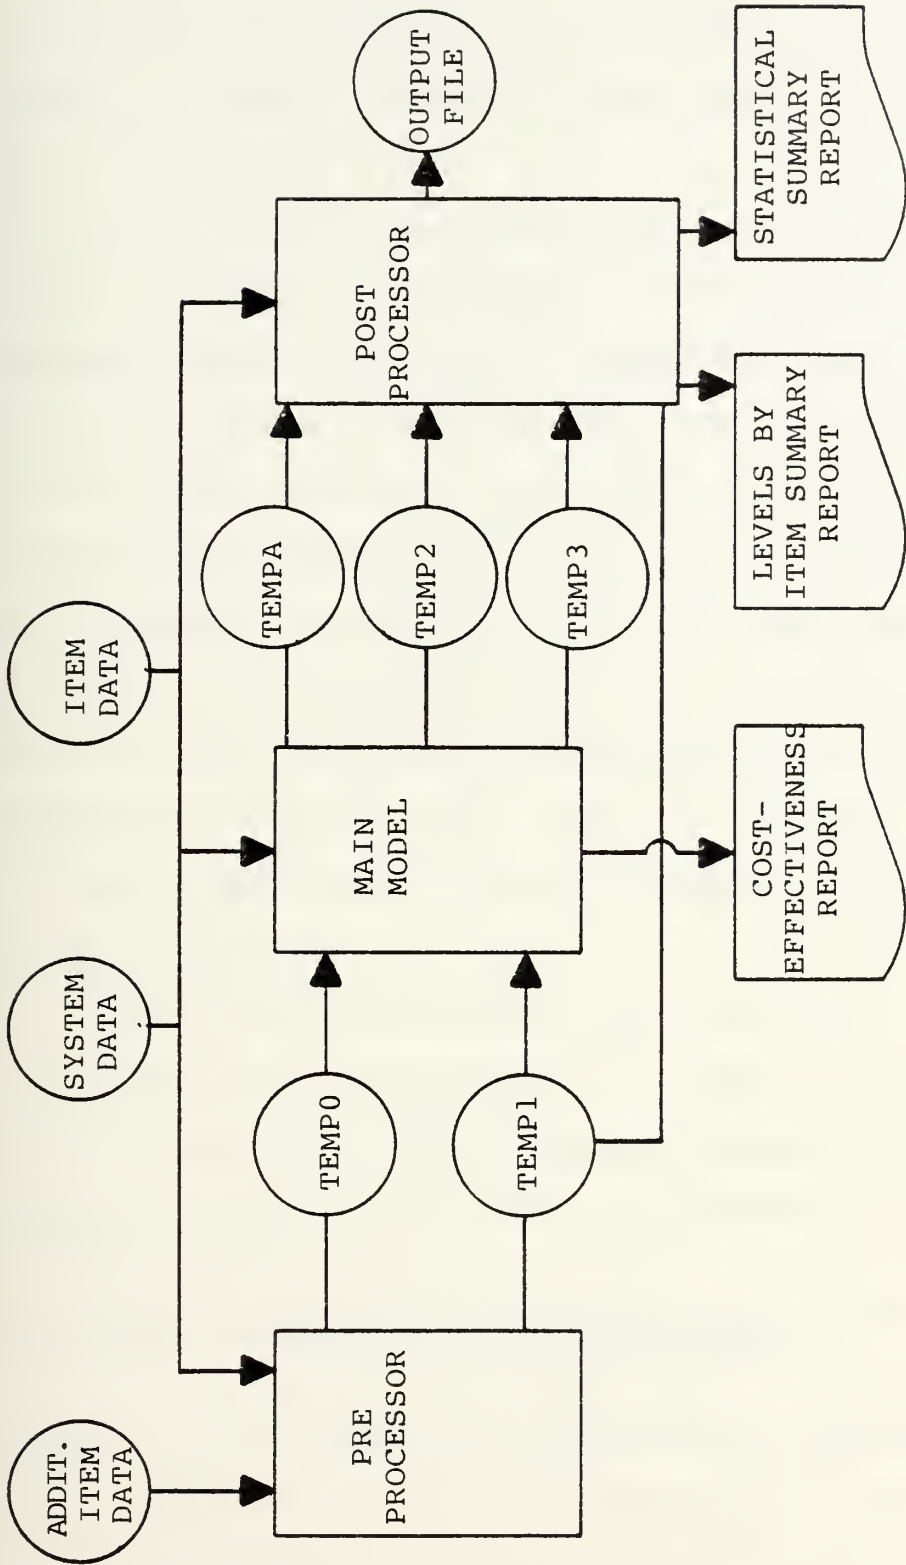 ADDIT.
ITEM
DATA
SYSTEM
DATA
ITEM
DATA
PRE
PROCESSOR
TEMP0
TEMP1
MAIN
MODEL
TEMPA
TEMP2
TEMP3
POST
PROCESSOR
OUTPUT
FILE
COST-
EFFECTIVENESS
REPORT
LEVELS BY
ITEM SUMMARY
REPORT
STATISTICAL
SUMMARY
REPORT